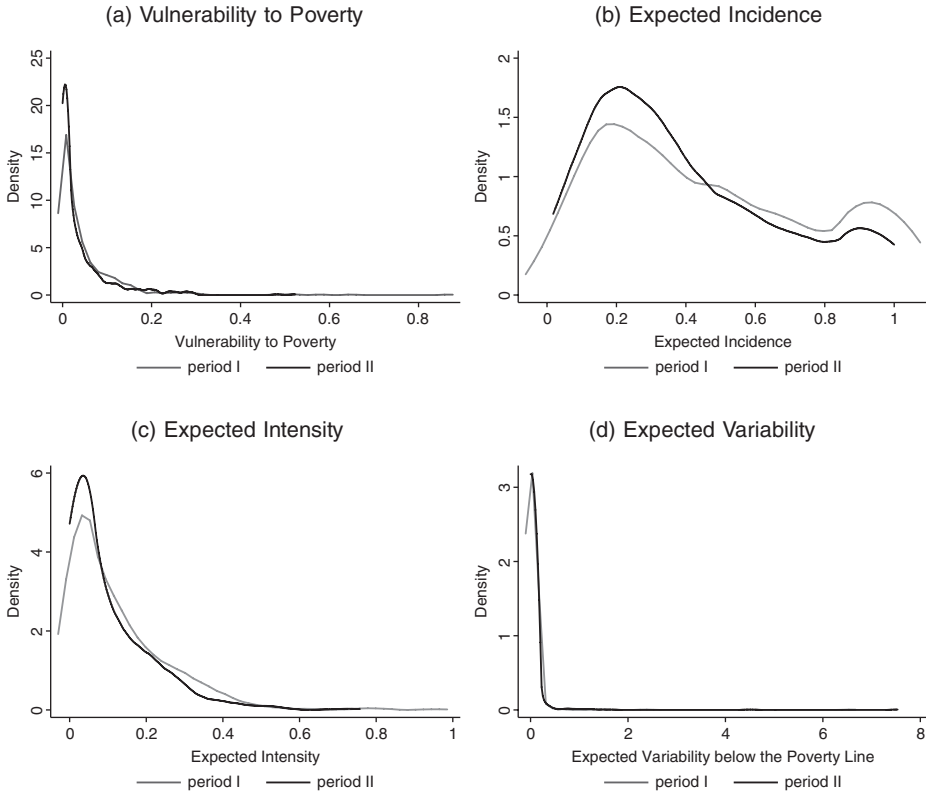 (a) Vulnerability to Poverty
25
20
15
10
5
0
Density
0 0.2 0.4 0.6 0.8
Vulnerability to Poverty
period I period II
(b) Expected Incidence
2
1.5
1
0.5
0
Density
0 0.2 0.4 0.6 0.8 1
Expected Incidence
period I period II
(c) Expected Intensity
6
4
2
0
Density
0 0.2 0.4 0.6 0.8 1
Expected Intensity
period I period II
(d) Expected Variability
3
2
1
0
Density
0 2 4 6 8
Expected Variability below the Poverty Line
period I period II